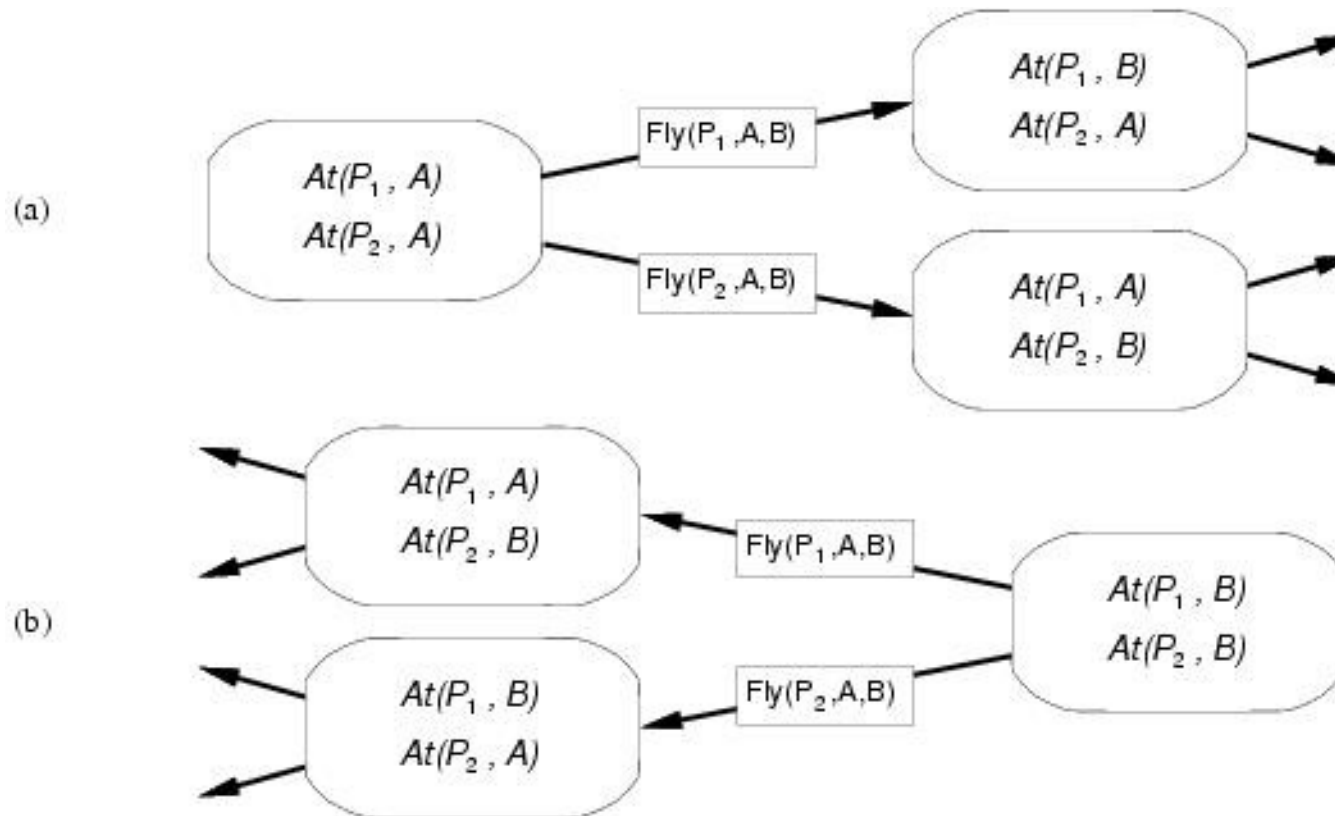 (a)
At(P₁ , A)
At(P₂ , A)
Fly(P₁ ,A,B)
Fly(P₂ ,A,B)
At(P₁ , B)
At(P₂ , A)
At(P₁ , A)
At(P₂ , B)
(b)
At(P₁ , A)
At(P₂ , B)
At(P₁ , B)
At(P₂ , A)
Fly(P₁ ,A,B)
Fly(P₂ ,A,B)
At(P₁ , B)
At(P₂ , B)